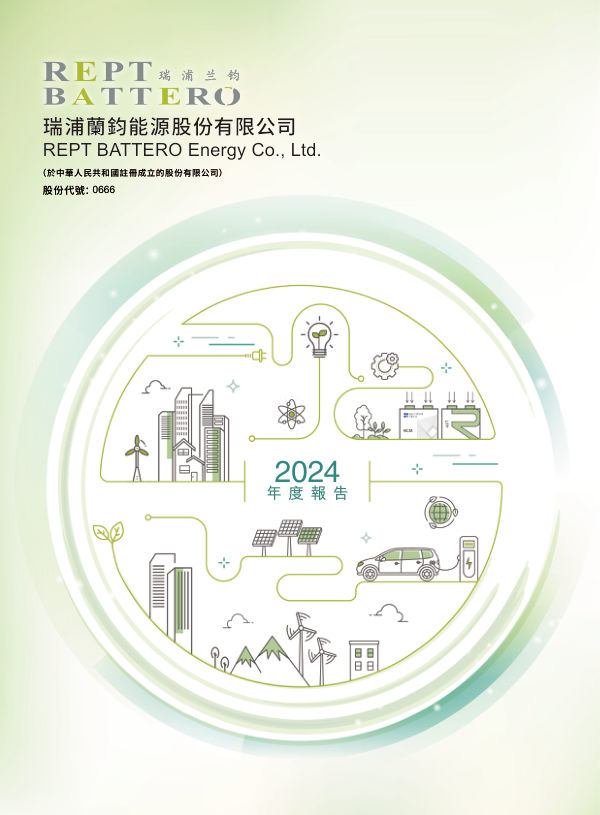 REPT 瑞浦兰钧
BATTERO
瑞浦蘭鈞能源股份有限公司
REPT BATTERO Energy Co., Ltd.
(於中華人民共和國註冊成立的股份有限公司)
股份代號: 0666
2024
年度報告